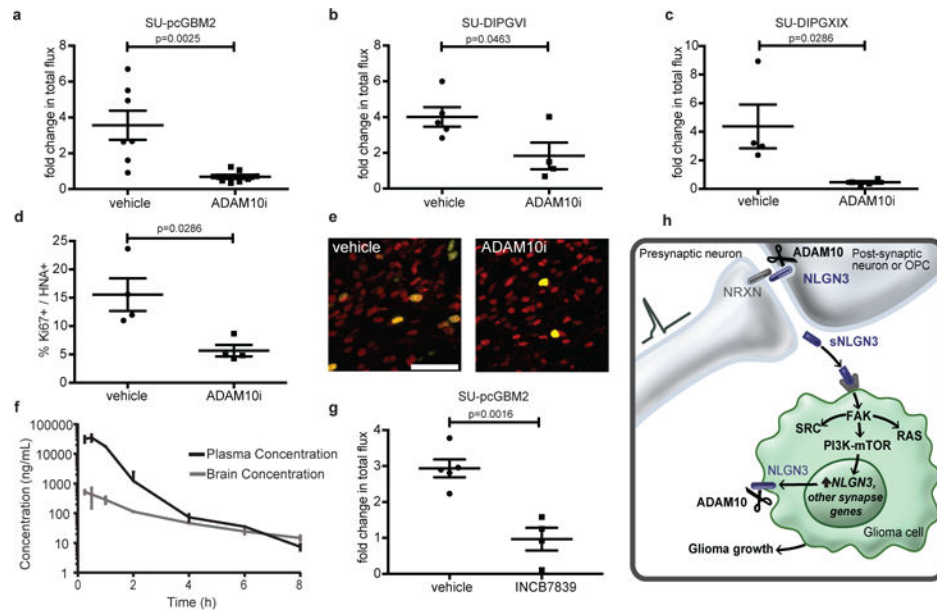 a
SU-pcGBM2
p=0.0025
fold change in total flux
8
6
4
2
0
vehicle
ADAM10i
b
SU-DIPGVI
p=0.0463
fold change in total flux
8
6
4
2
0
vehicle
ADAM10i
c
SU-DIPGXIX
p=0.0286
fold change in total flux
10
8
6
4
2
0
vehicle
ADAM10i
d
p=0.0286
% Ki67+ / HNA+
25
20
15
10
5
0
vehicle
ADAM10i
e
vehicle
ADAM10i
f
Concentration (ng/mL)
100000
10000
1000
100
10
1
Plasma Concentration
Brain Concentration
0
2
4
6
8
Time (h)
g
SU-pcGBM2
p=0.0016
fold change in total flux
4
3
2
1
0
vehicle
INCB7839
h
Presynaptic neuron
ADAM10
Post-synaptic
neuron or OPC
NRXN
NLGN3
sNLGN3
FAK
SRC
RAS
PI3K-mTOR
NLGN3
NLGN3,
other synapse
genes
ADAM10
Glioma cell
Glioma growth